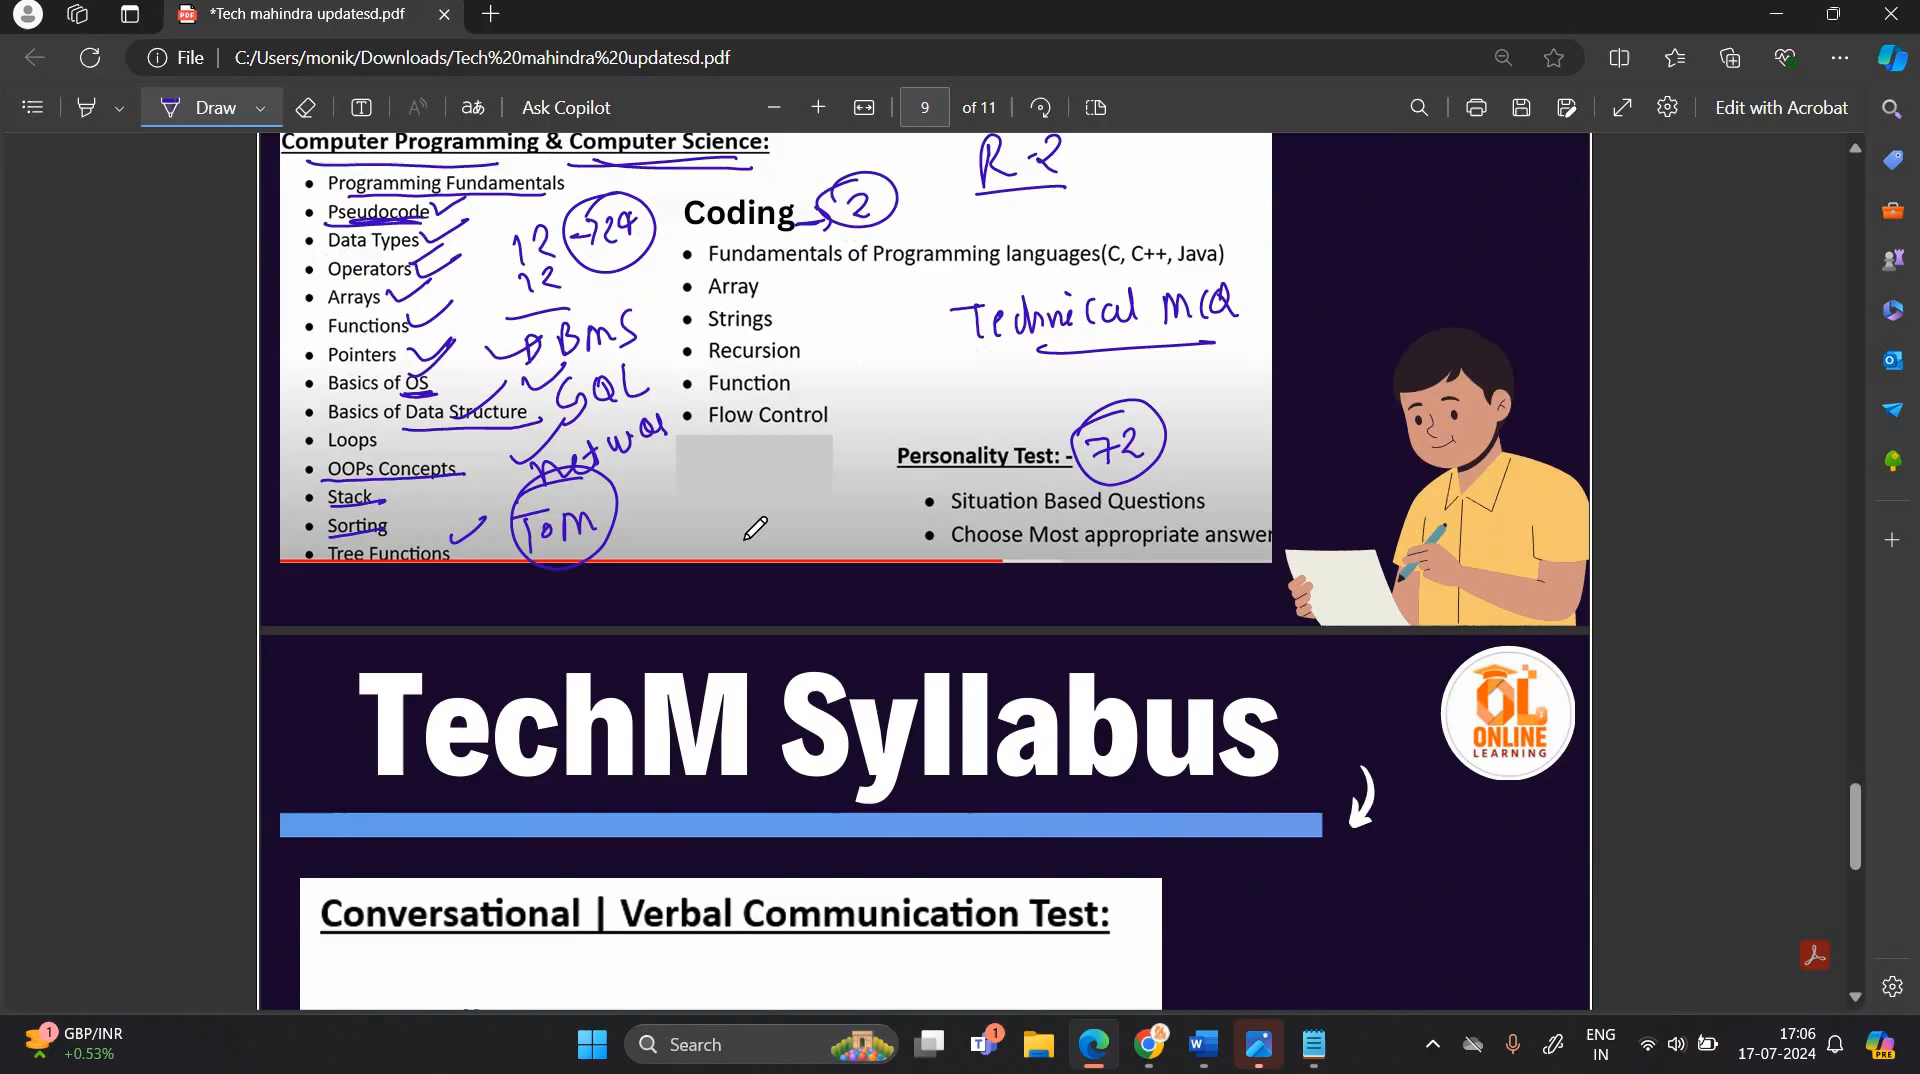 *Tech mahindra updatesd.pdf
File
C:/Users/monik/Downloads/Tech%20mahindra%20updatesd.pdf
Draw
Ask Copilot
9
of 11
Edit with Acrobat
Computer Programming & Computer Science:
Programming Fundamentals
Pseudocode
Data Types
Operators
Arrays
Functions
Pointers
Basics of OS
Basics of Data Structure
Loops
OOPs Concepts
Stack
Sorting
Tree Functions
12
→24
12
DBMS
SQL
TOM
Coding
2
Fundamentals of Programming languages(C, C++, Java)
Array
Strings
Recursion
Function
Flow Control
R-2
Technical MCQ
Personality Test: -
72
Situation Based Questions
Choose Most appropriate answer
TechM Syllabus
OL
ONLINE
LEARNING
Conversational | Verbal Communication Test:
GBP/INR
+0.53%
1
Search
1
ENG
IN
17:06
17-07-2024
PRE